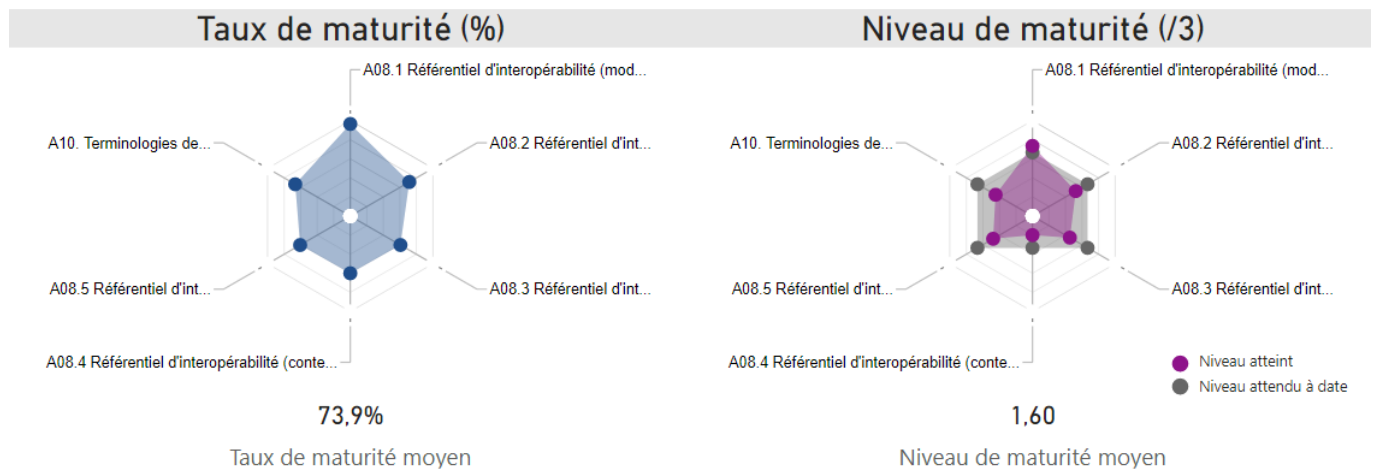 Taux de maturité (%)
Niveau de maturité (/3)
A08.1 Référentiel d'interopérabilité (mod...
A10. Terminologies de...
A08.2 Référentiel d'int...
A08.5 Référentiel d'int...
A08.3 Référentiel d'int...
A08.4 Référentiel d'interopérabilité (conte...
73,9%
Taux de maturité moyen
A08.1 Référentiel d'interopérabilité (mod...
A10. Terminologies de...
A08.2 Référentiel d'int...
A08.5 Référentiel d'int...
A08.3 Référentiel d'int...
A08.4 Référentiel d'interopérabilité (conte...
Niveau atteint
Niveau attendu à date
1,60
Niveau de maturité moyen